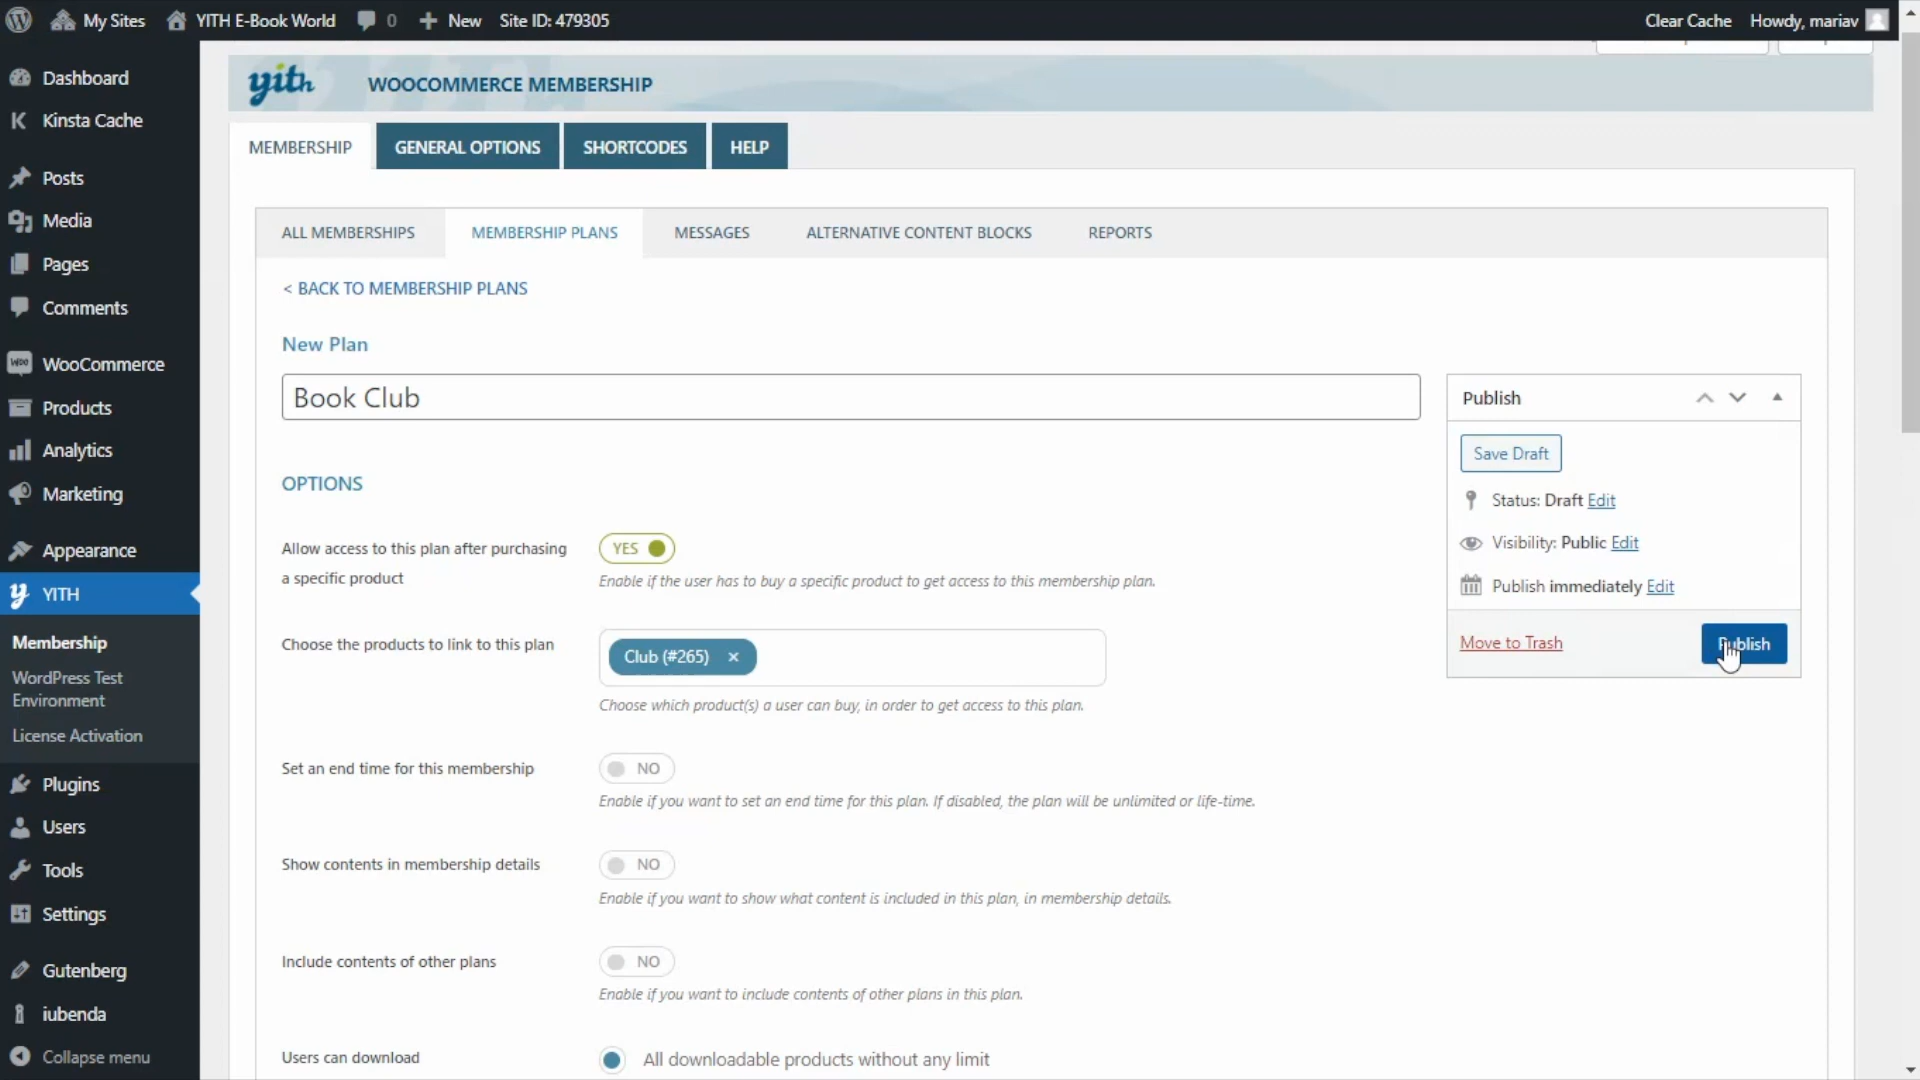 My Sites YITH E-Book World 0 New Site ID: 479305 Clear Cache Howdy, mariav
Dashboard
Kinsta Cache
Posts
Media
Pages
Comments
WooCommerce
Products
Analytics
Marketing
Appearance
YITH
Membership
WordPress Test
Environment
License Activation
Plugins
Users
Tools
Settings
Gutenberg
iubenda
Collapse menu
yith WOOCOMMERCE MEMBERSHIP
MEMBERSHIP GENERAL OPTIONS SHORTCODES HELP
ALL MEMBERSHIPS MEMBERSHIP PLANS MESSAGES ALTERNATIVE CONTENT BLOCKS REPORTS
< BACK TO MEMBERSHIP PLANS
New Plan
Book Club
OPTIONS
Allow access to this plan after purchasing
a specific product
YES
Enable if the user has to buy a specific product to get access to this membership plan.
Choose the products to link to this plan
Club (#265) ×
Choose which product(s) a user can buy, in order to get access to this plan.
Set an end time for this membership
NO
Enable if you want to set an end time for this plan. If disabled, the plan will be unlimited or life-time.
Show contents in membership details
NO
Enable if you want to show what content is included in this plan, in membership details.
Include contents of other plans
NO
Enable if you want to include contents of other plans in this plan.
Users can download
All downloadable products without any limit
Publish
Save Draft
Status: Draft Edit
Visibility: Public Edit
Publish immediately Edit
Move to Trash
Publish